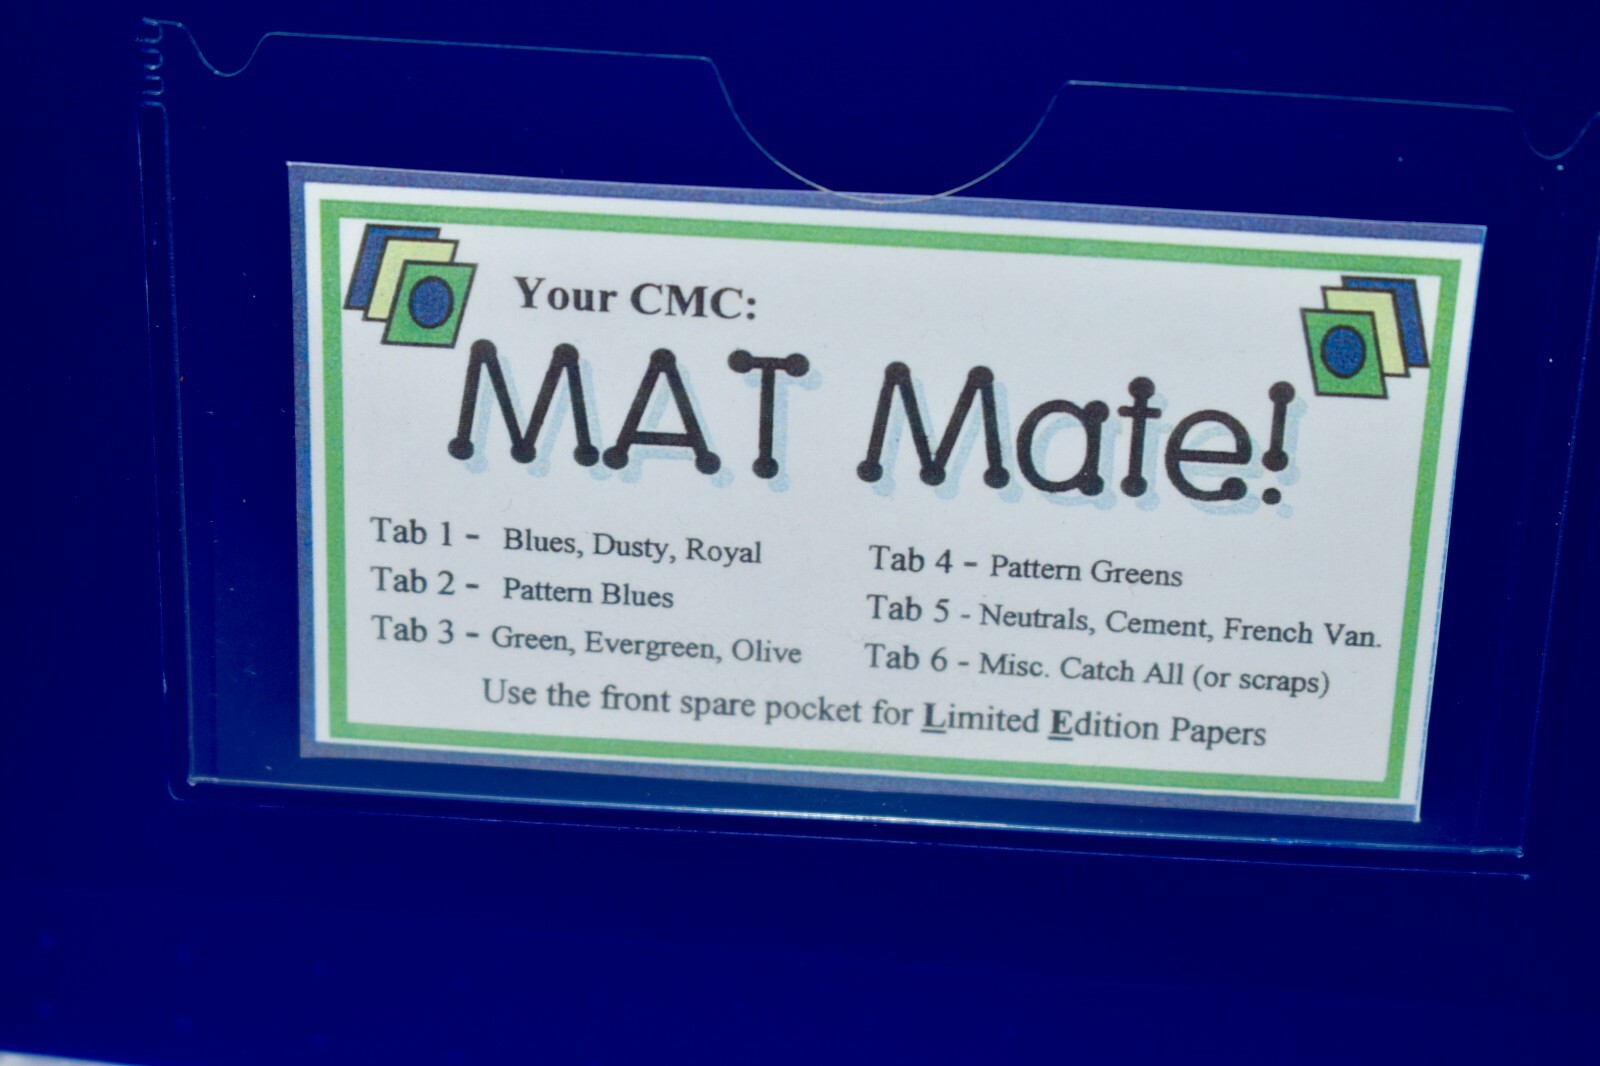 Your CMC:
MAT Mate!
Tab 1 - Blues, Dusty, Royal
Tab 2 - Pattern Blues
Tab 3 - Green, Evergreen, Olive
Tab 4 - Pattern Greens
Tab 5 - Neutrals, Cement, French Van.
Tab 6 - Misc. Catch All (or scraps)
Use the front spare pocket for Limited Edition Papers